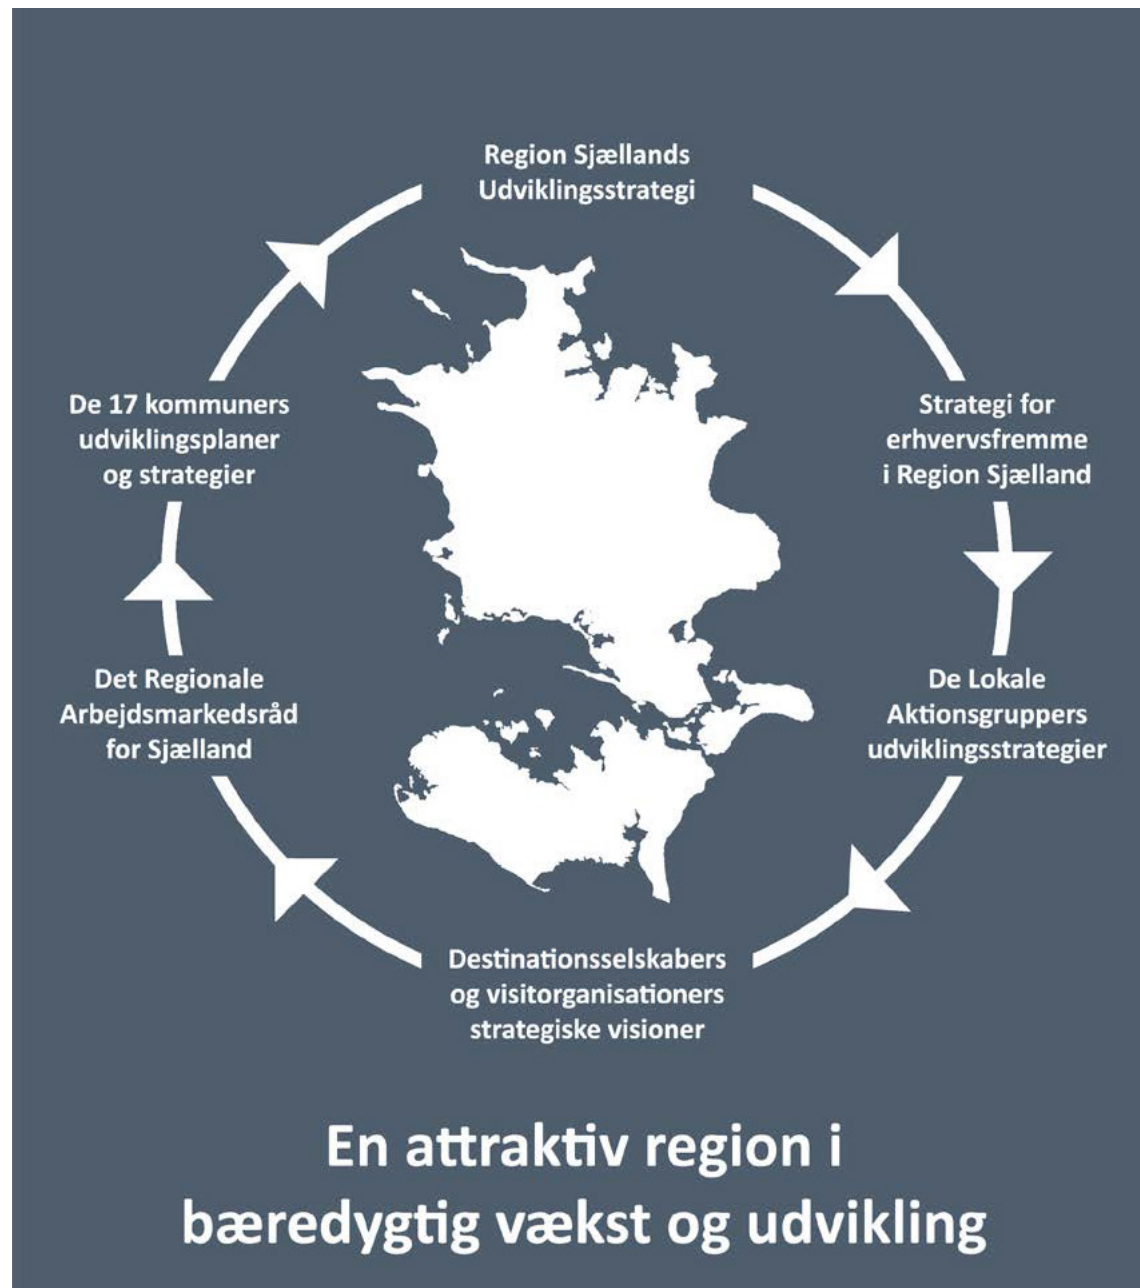 Region Sjællands
Udviklingsstrategi
Strategi for
erhvervsfremme
i Region Sjælland
De Lokale
Aktionsgruppers
udviklingsstrategier
Destinationsselskabers
og visitorganisationers
strategiske visioner
Det Regionale
Arbejdsmarkedsråd
for Sjælland
De 17 kommuners
udviklingsplaner
og strategier
En attraktiv region i
bæredygtig vækst og udvikling